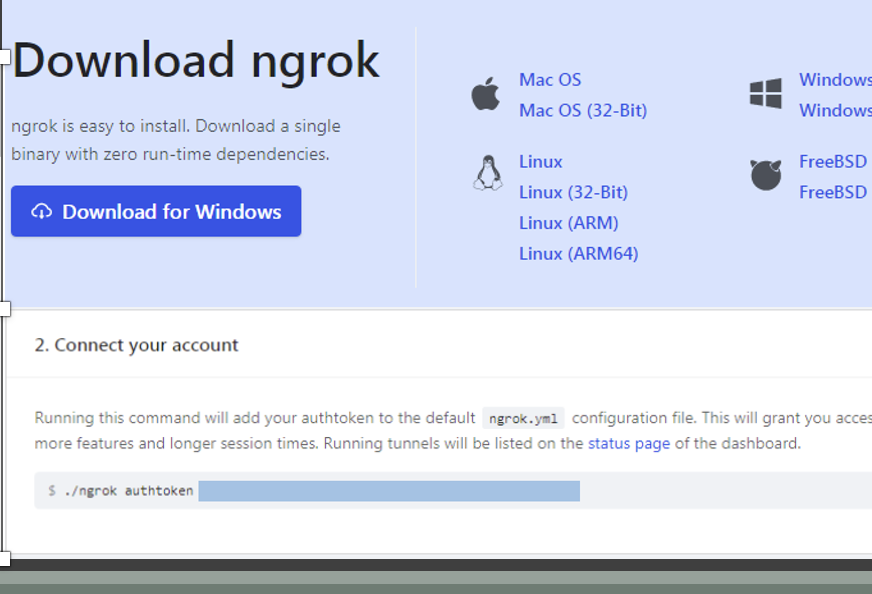 Download ngrok
ngrok is easy to install. Download a single
binary with zero run-time dependencies.
Download for Windows
Mac OS
Mac OS (32-Bit)
Linux
Linux (32-Bit)
Linux (ARM)
Linux (ARM64)
Windows
Windows
FreeBSD
FreeBSD
2. Connect your account
Running this command will add your authtoken to the default ngrok.yml configuration file. This will grant you
more features and longer session times. Running tunnels will be listed on the status page of the dashboard.
$ ./ngrok authtoken